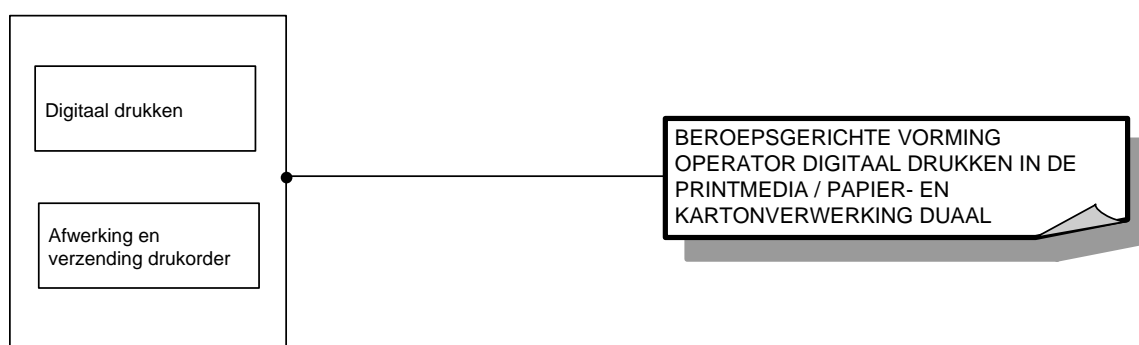 Digitaal drukken
Afwerking en
verzending drukorder
BEROEPSGERICHTE VORMING
OPERATOR DIGITAAL DRUKKEN IN DE
PRINTMEDIA / PAPIER- EN
KARTONVERWERKING DUAAL